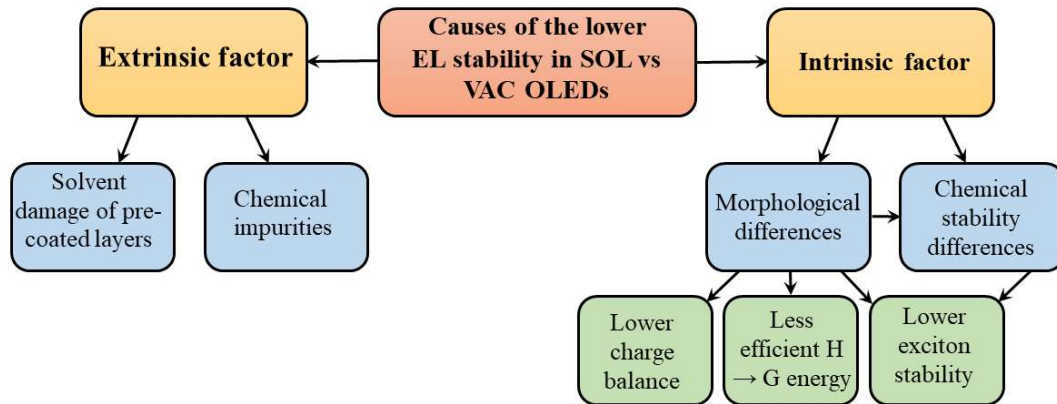 Causes of the lower
EL stability in SOL vs
VAC OLEDs
Extrinsic factor
Intrinsic factor
Solvent
damage of pre-
coated layers
Chemical
impurities
Morphological
differences
Chemical
stability
differences
Lower
charge
balance
Less
efficient H
→ G energy
Lower
exciton
stability